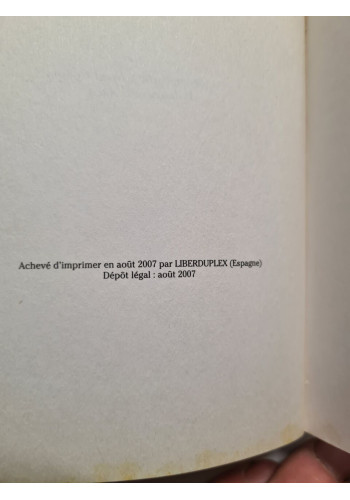 Achevé d'imprimer en août 2007 par LIBERDUPLEX (Espagne)
Dépôt légal : août 2007